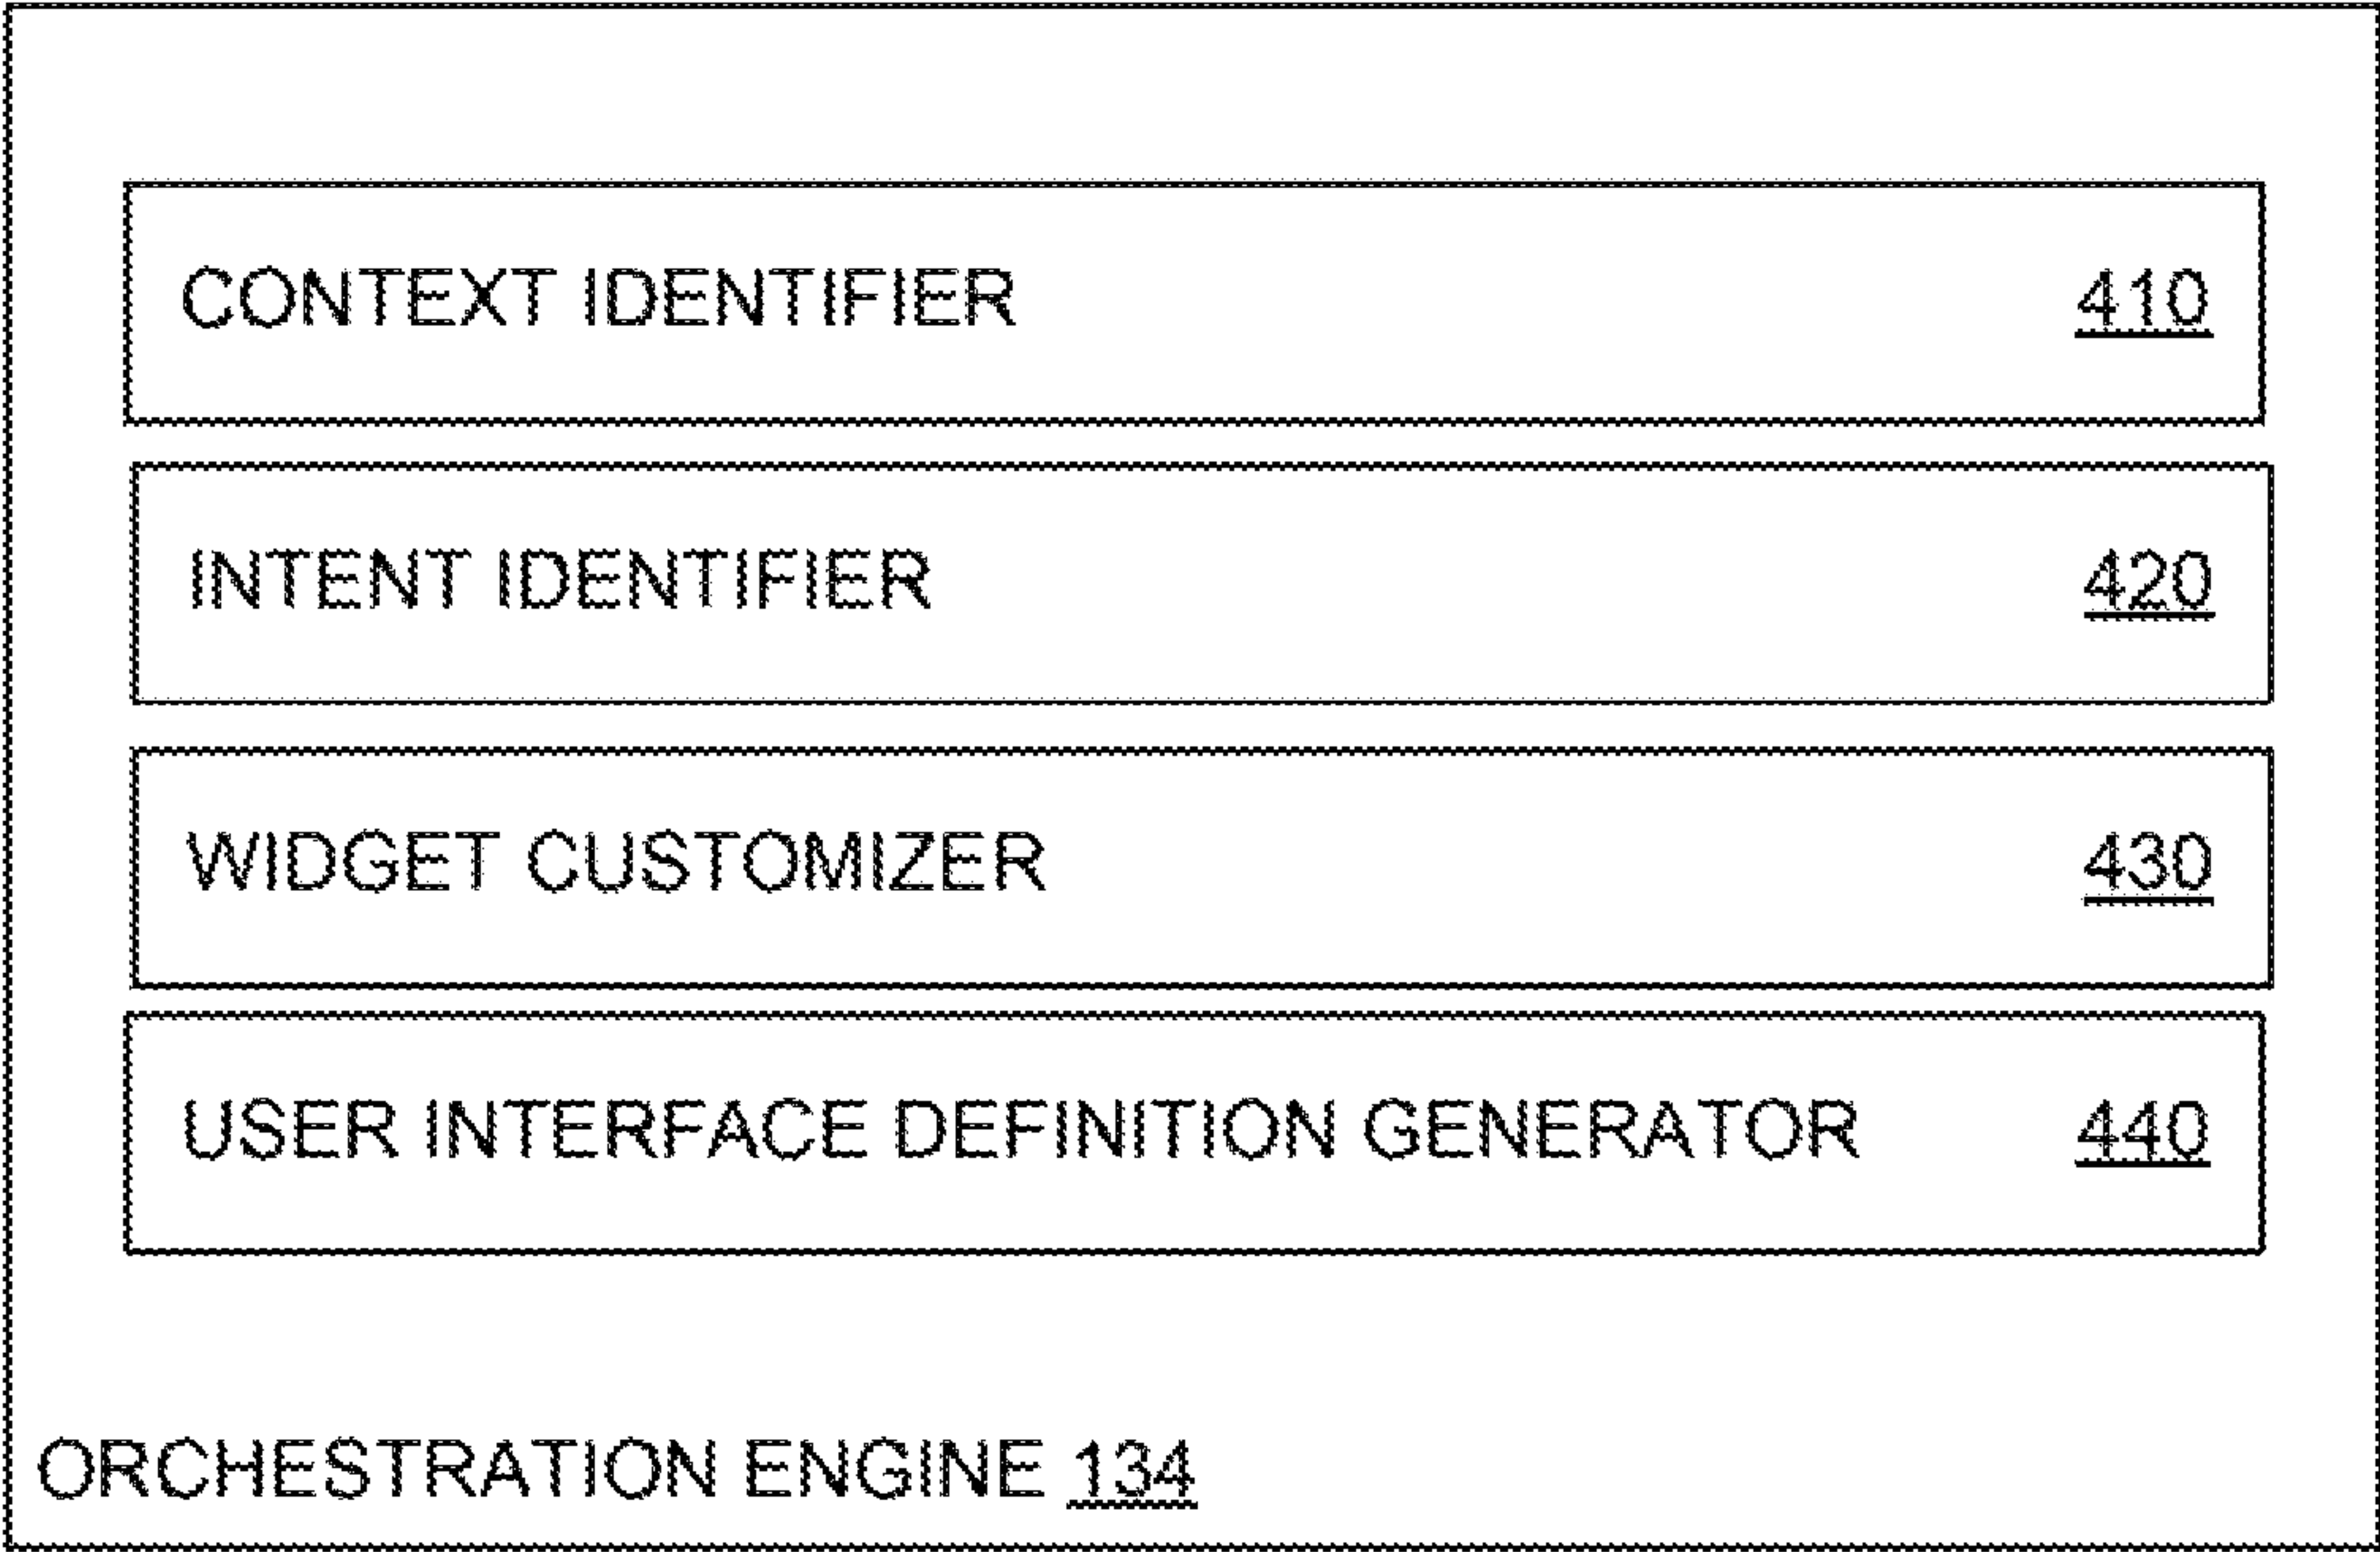 CONTEXT IDENTIFIER 410
INTENT IDENTIFIER 420
WIDGET CUSTOMIZER 430
USER INTERFACE DEFINITION GENERATOR 440
ORCHESTRATION ENGINE 134